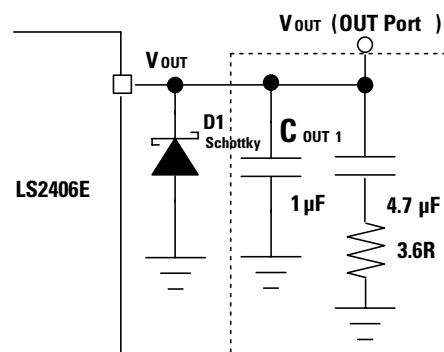 VOUT (OUT Port )
VOUT
D1
Schottky
COUT 1
LS2406E
1 µF
4.7 µF
3.6R